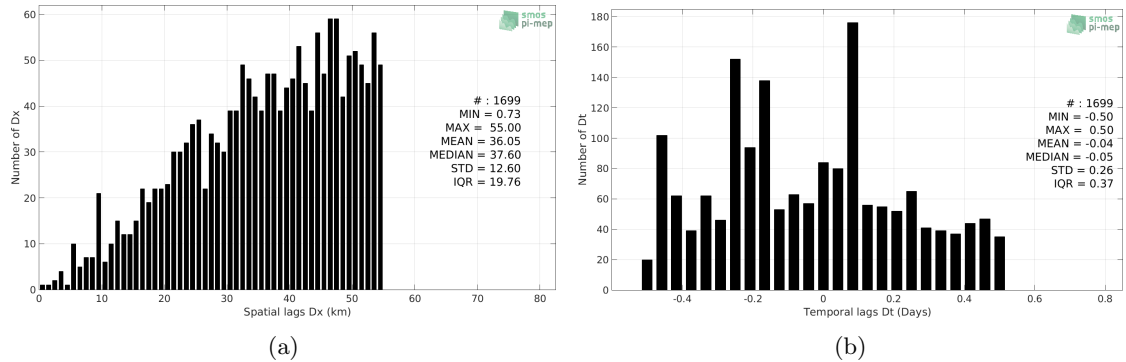 60
50
40
30
20
10
0
Number of Dx
0 10 20 30 40 50 60 70 80
Spatial lags Dx (km)
smos
pi-mep
# : 1699
MIN = 0.73
MAX = 55.00
MEAN = 36.05
MEDIAN = 37.60
STD = 12.60
IQR = 19.76
(a)
180
160
140
120
100
80
60
40
20
0
Number of Dt
-0.4 -0.2 0 0.2 0.4 0.6 0.8
Temporal lags Dt (Days)
smos
pi-mep
# : 1699
MIN = -0.50
MAX = 0.50
MEAN = -0.04
MEDIAN = -0.05
STD = 0.26
IQR = 0.37
(b)